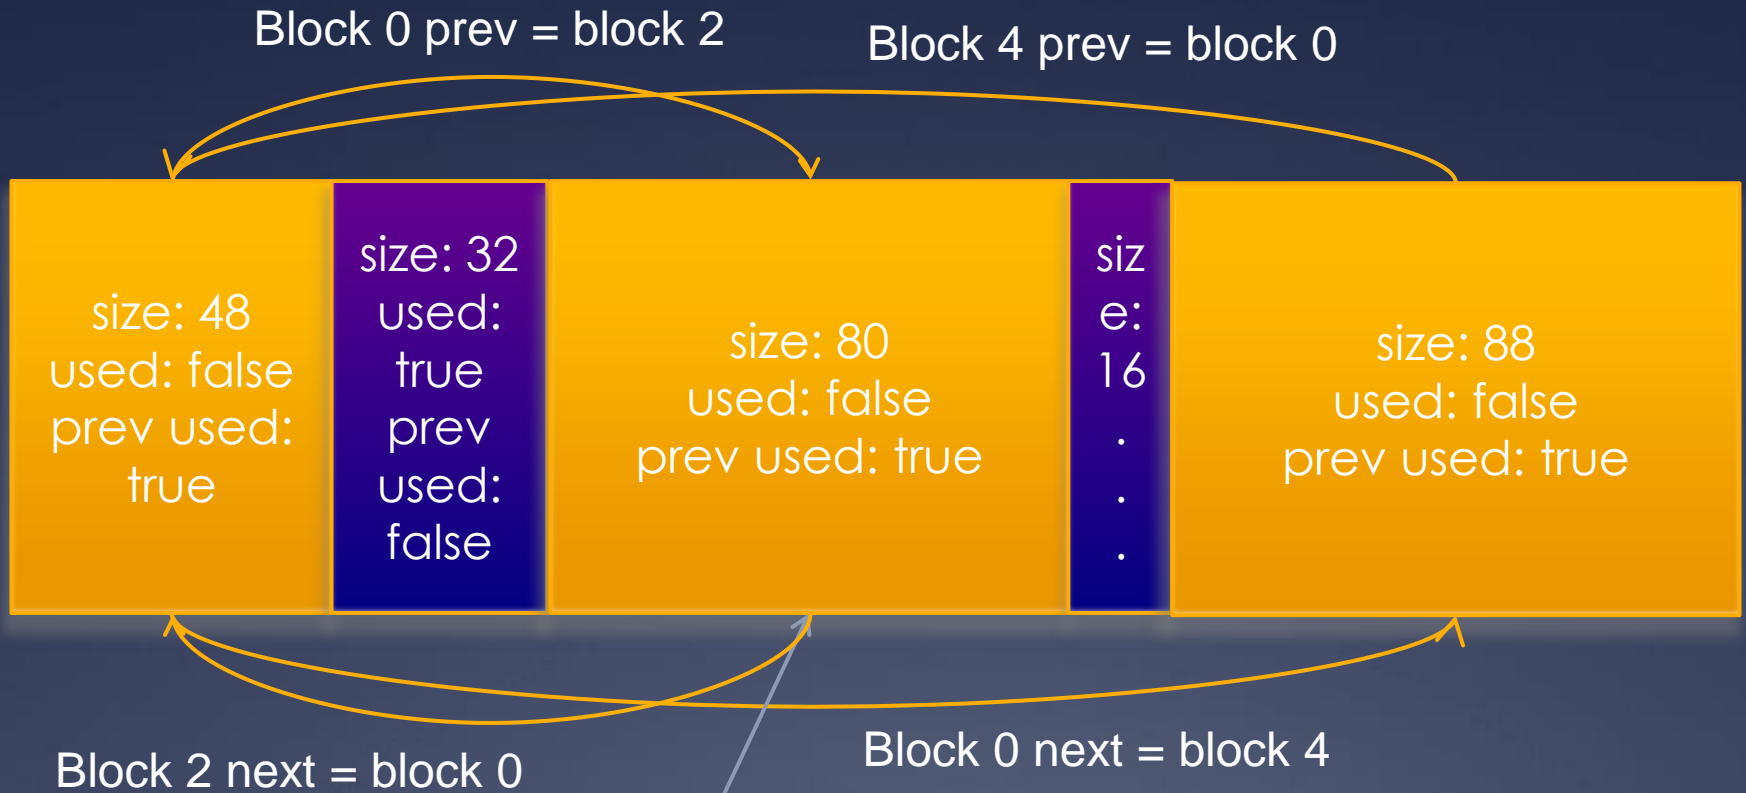 Block 0 prev = block 2
Block 4 prev = block 0
size: 48
used: false
prev used:
true
size: 32
used:
true
prev
used:
false
size: 80
used: false
prev used: true
siz
e:
16
.
.
.
size: 88
used: false
prev used: true
Block 2 next = block 0
Block 0 next = block 4